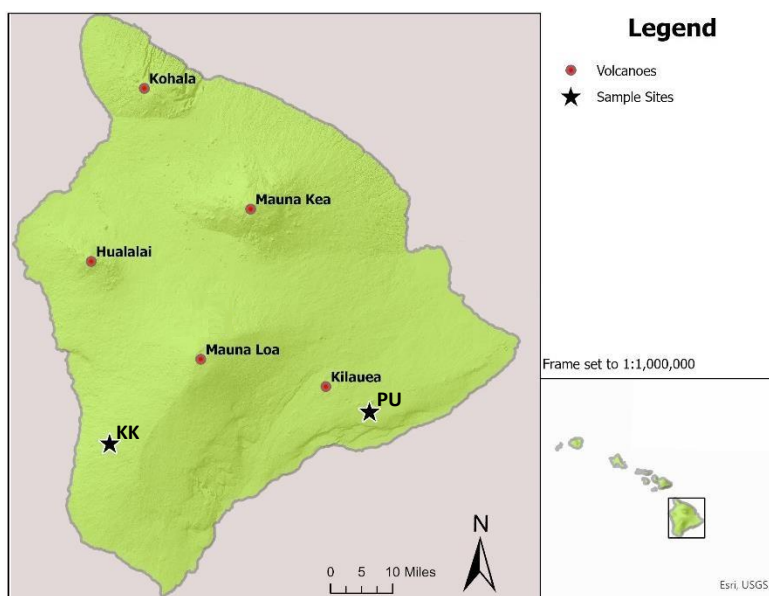 Legend
Volcanoes
Sample Sites
Kohala
Mauna Kea
Hualalai
Mauna Loa
Kilauea
PU
KK
Frame set to 1:1,000,000
N
0 5 10 Miles
Esri, USGS